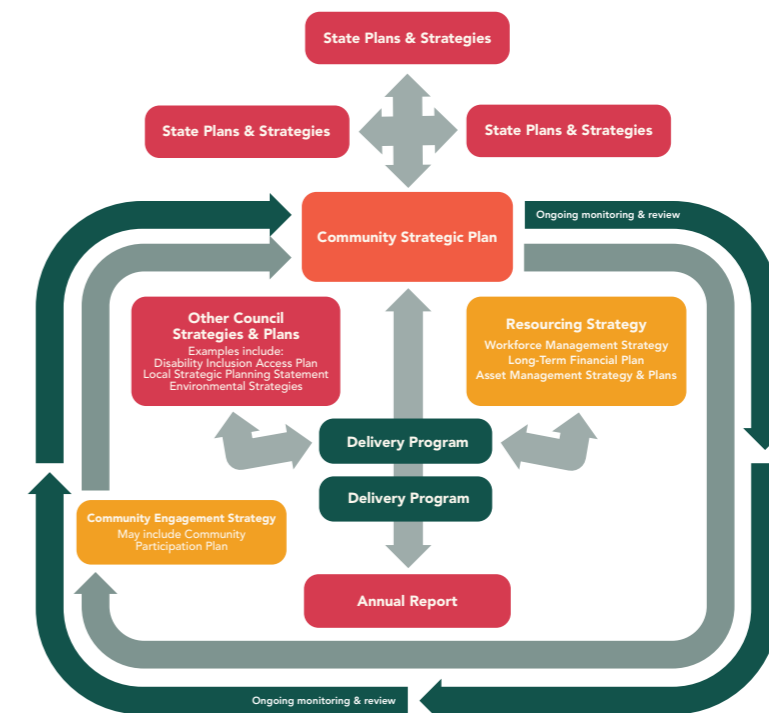 State Plans & Strategies
State Plans & Strategies
State Plans & Strategies
Community Strategic Plan
Ongoing monitoring & review
Other Council
Strategies & Plans
Examples include:
Disability Inclusion Access Plan
Local Strategic Planning Statement
Environmental Strategies
Resourcing Strategy
Workforce Management Strategy
Long-Term Financial Plan
Asset Management Strategy & Plans
Delivery Program
Delivery Program
Community Engagement Strategy
May include Community
Participation Plan
Annual Report
Ongoing monitoring & review